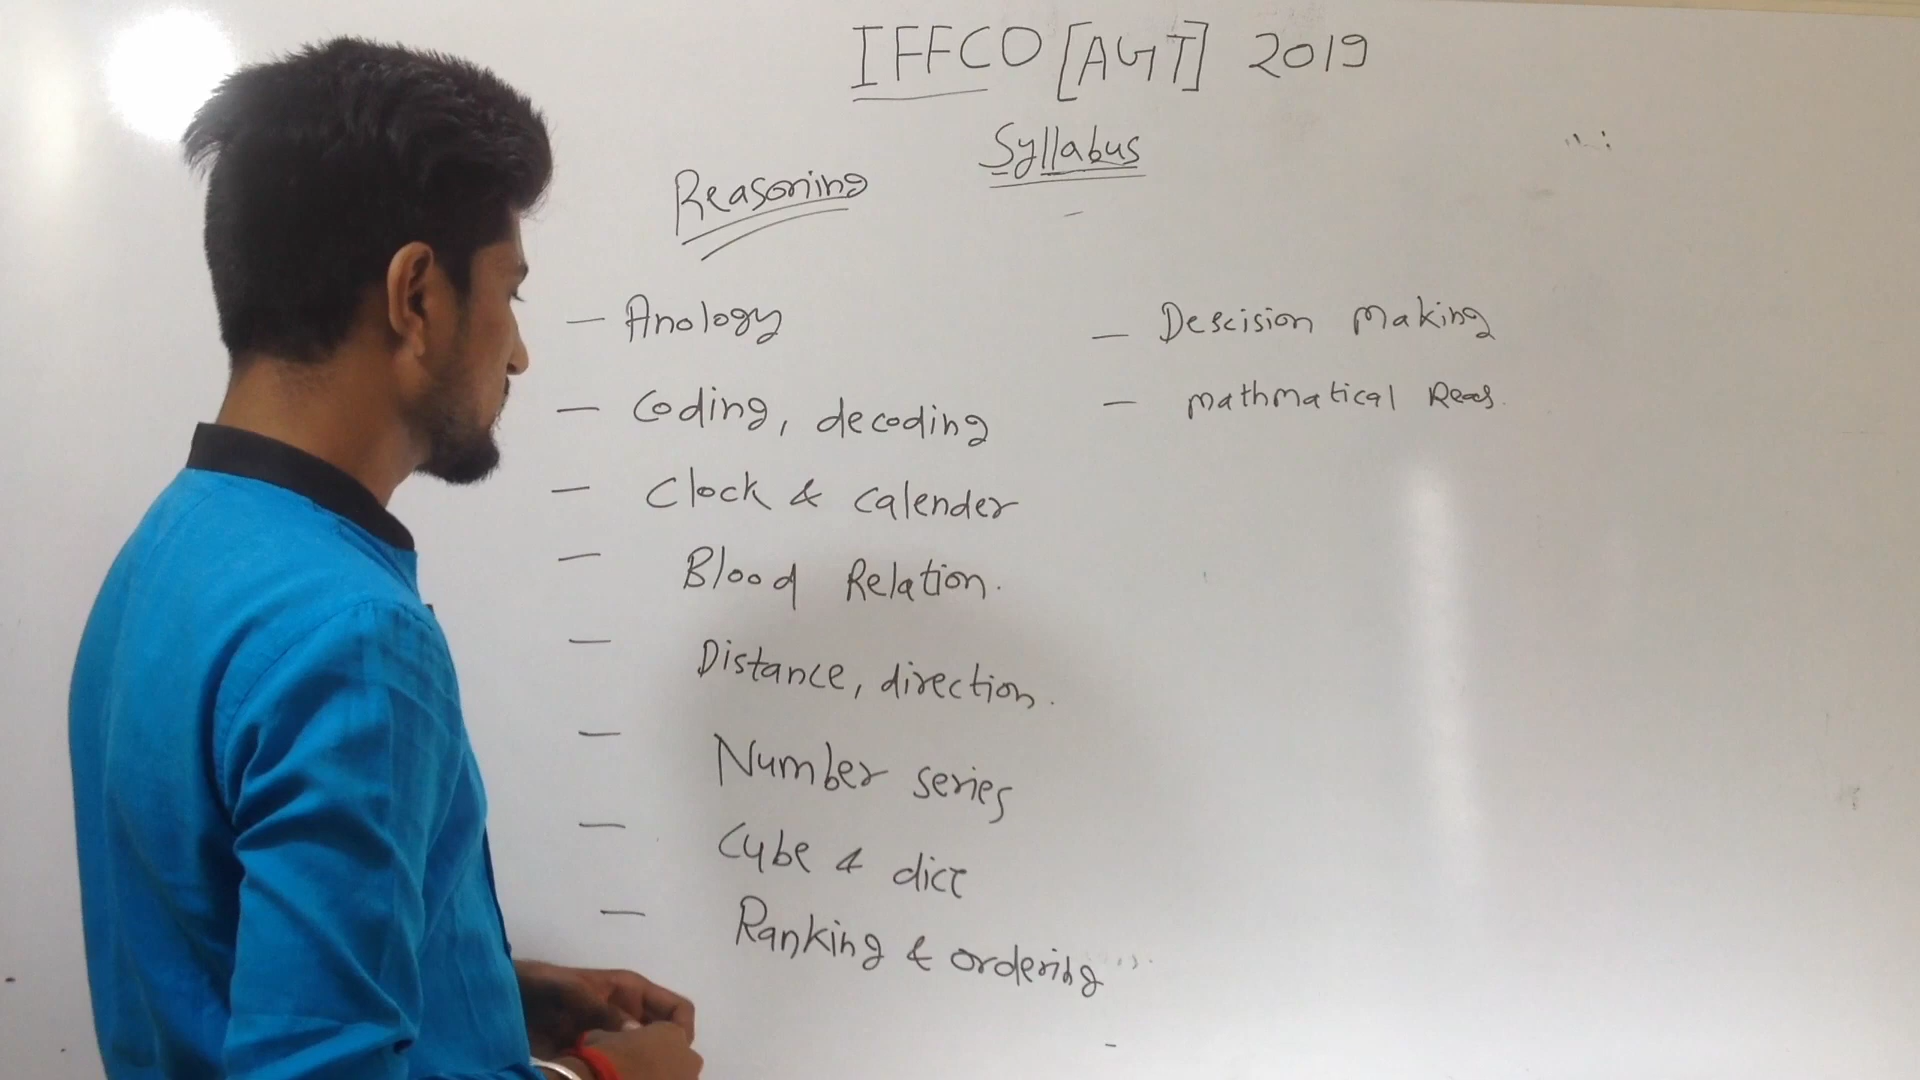 IFFCO [AGT] 2019
Syllabus
Reasoning
— Anology
— Coding, decoding
— Clock & Calender
— Blood Relation.
— Distance, direction.
— Number series
— Cube & dice
— Ranking & ordering
— Descision Making
— Mathmatical Reas.